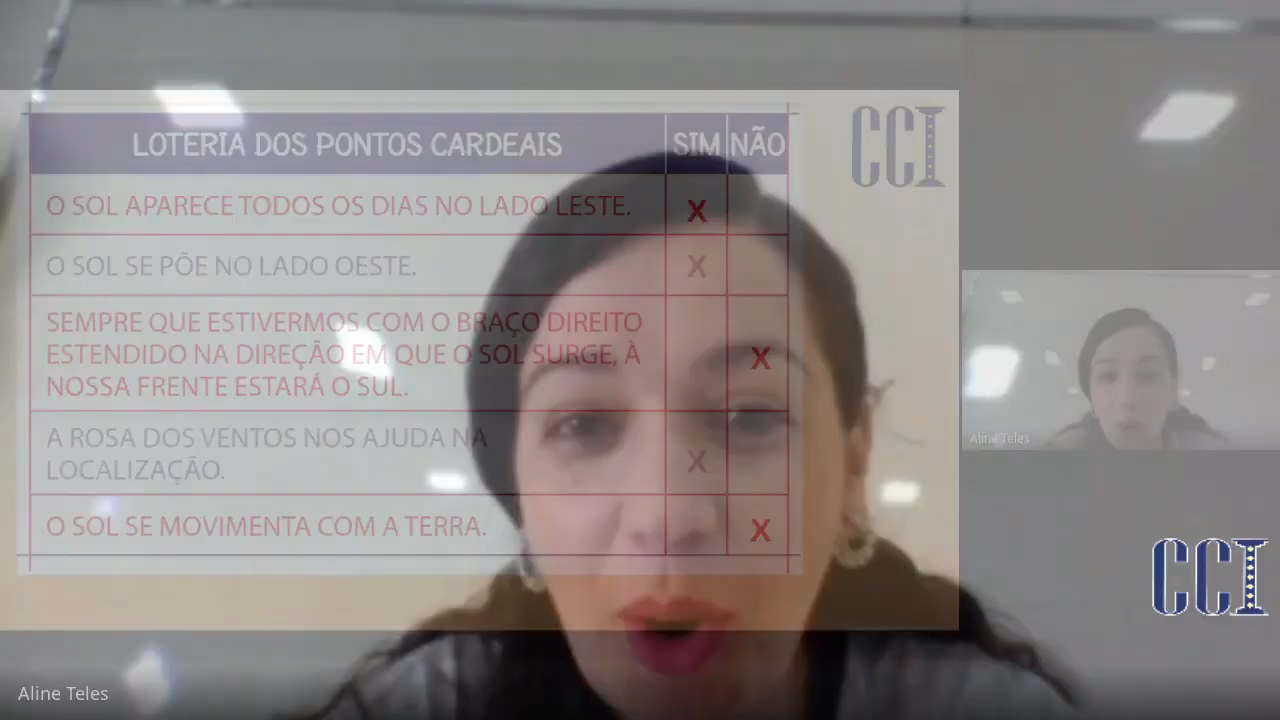 LOTERIA DOS PONTOS CARDEAIS SIM NÃO
CCI
O SOL APARECE TODOS OS DIAS NO LADO LESTE. X
O SOL SE PÕE NO LADO OESTE. X
SEMPRE QUE ESTIVERMOS COM O BRAÇO DIREITO
ESTENDIDO NA DIREÇÃO EM QUE O SOL SURGE, À X
NOSSA FRENTE ESTARÁ O SUL.
A ROSA DOS VENTOS NOS AJUDA NA
LOCALIZAÇÃO. X
O SOL SE MOVIMENTA COM A TERRA. X
Aline Teles
CCI
Aline Teles